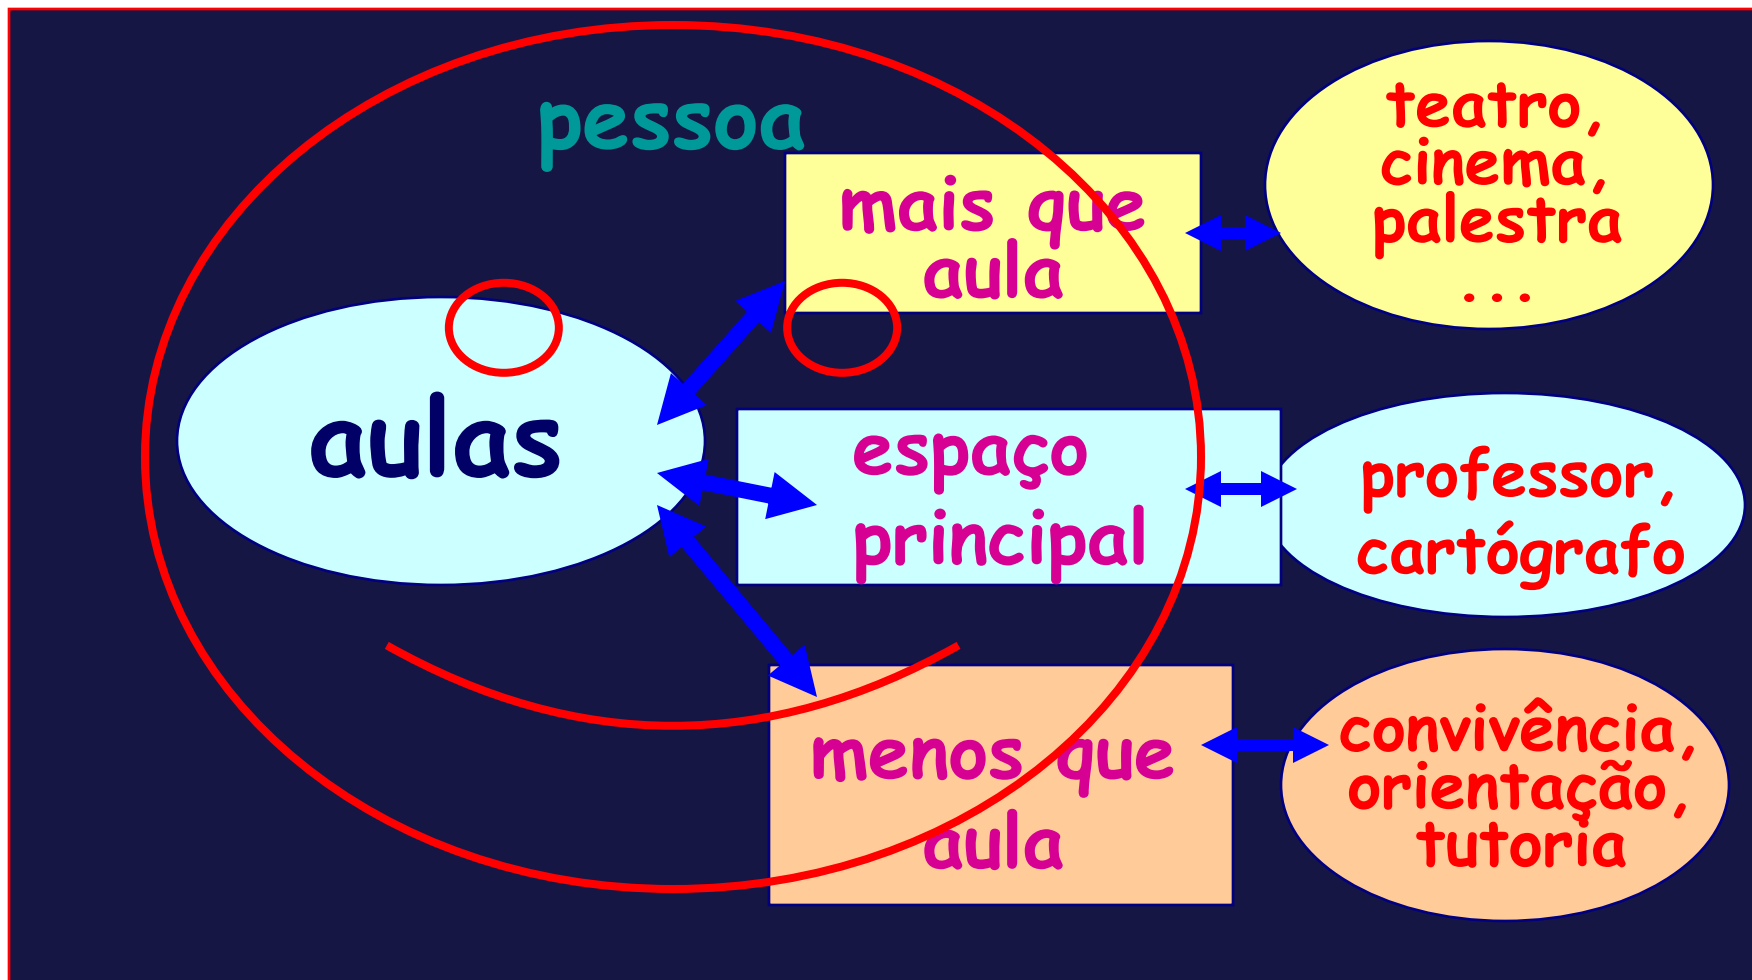 pessoa
mais que
aula
teatro,
cinema,
palestra
...
aulas
espaço
principal
professor,
cartógrafo
menos que
aula
convivência,
orientação,
tutoria